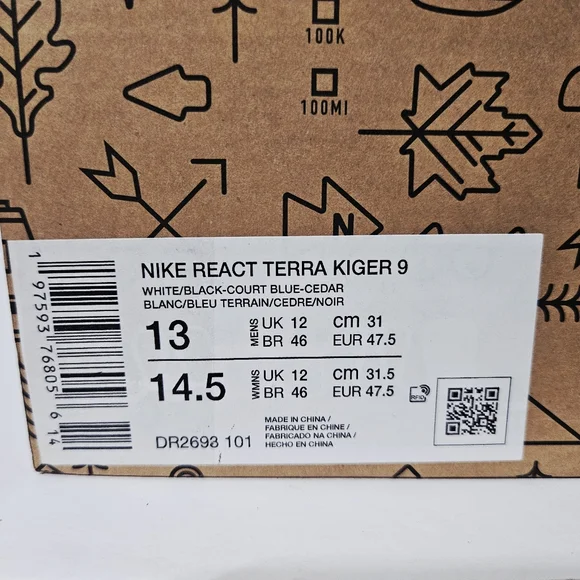 100K
100MI
N
NIKE REACT TERRA KIGER 9
WHITE/BLACK-COURT BLUE-CEDAR
BLANC/BLEU TERRAIN/CEDRE/NOIR
13 MENS UK 12 cm 31
BR 46 EUR 47.5
14.5 WMNS UK 12 cm 31.5
BR 46 EUR 47.5
RFID
MADE IN CHINA /
FABRIQUE EN CHINE /
FABRICADO NA CHINA /
HECHO EN CHINA
DR2693 101
1 97593 76805 6 14